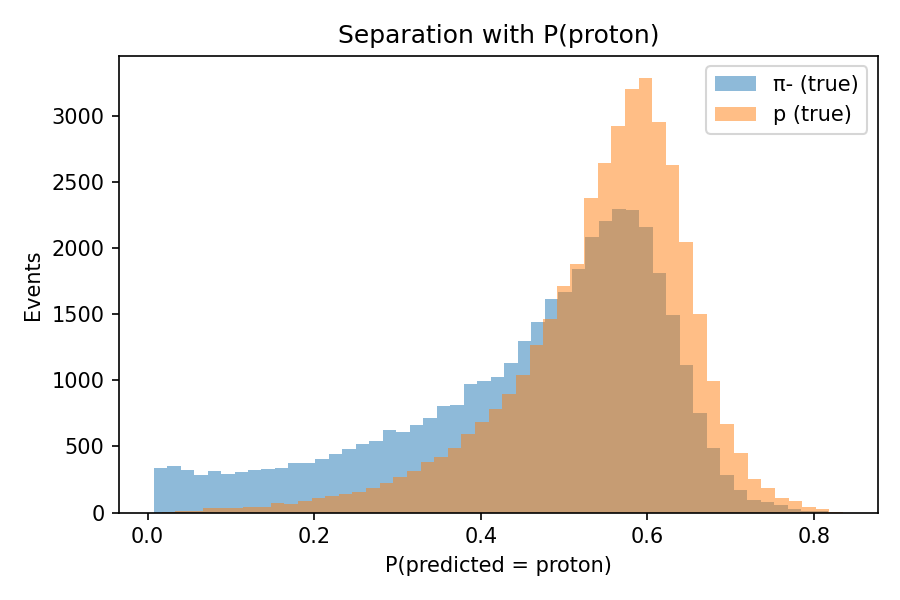 Separation with P(proton)
π- (true)
p (true)
Events
3000
2500
2000
1500
1000
500
0
0.0 0.2 0.4 0.6 0.8
P(predicted = proton)